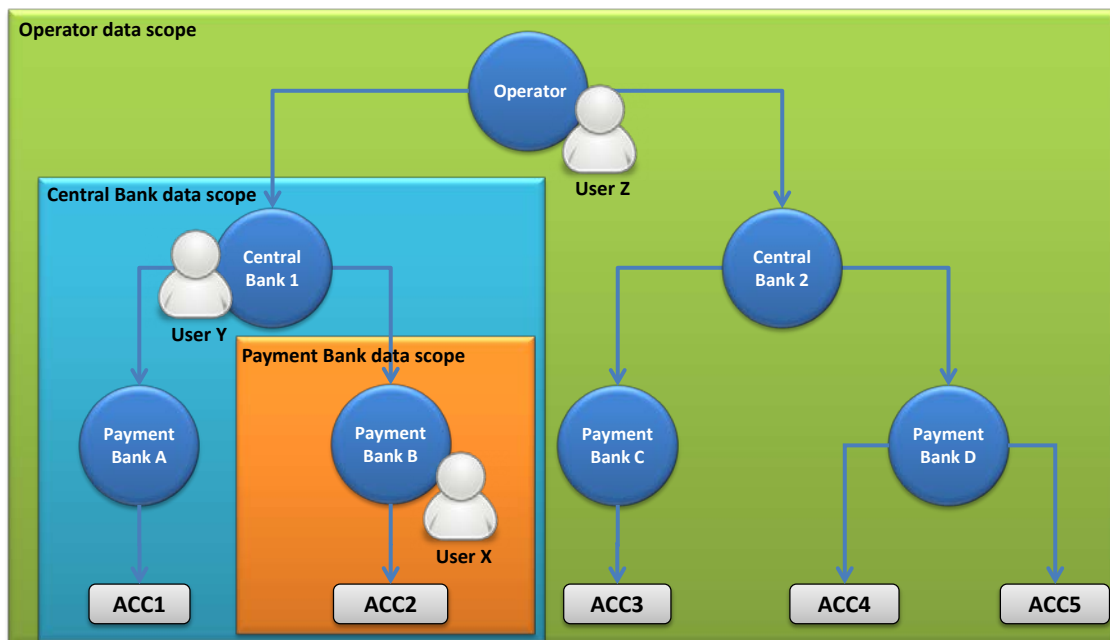 Operator data scope
Operator
User Z
Central Bank data scope
Central
Bank 1
User Y
Central
Bank 2
Payment Bank data scope
Payment
Bank A
Payment
Bank B
User X
Payment
Bank C
Payment
Bank D
ACC1
ACC2
ACC3
ACC4
ACC5